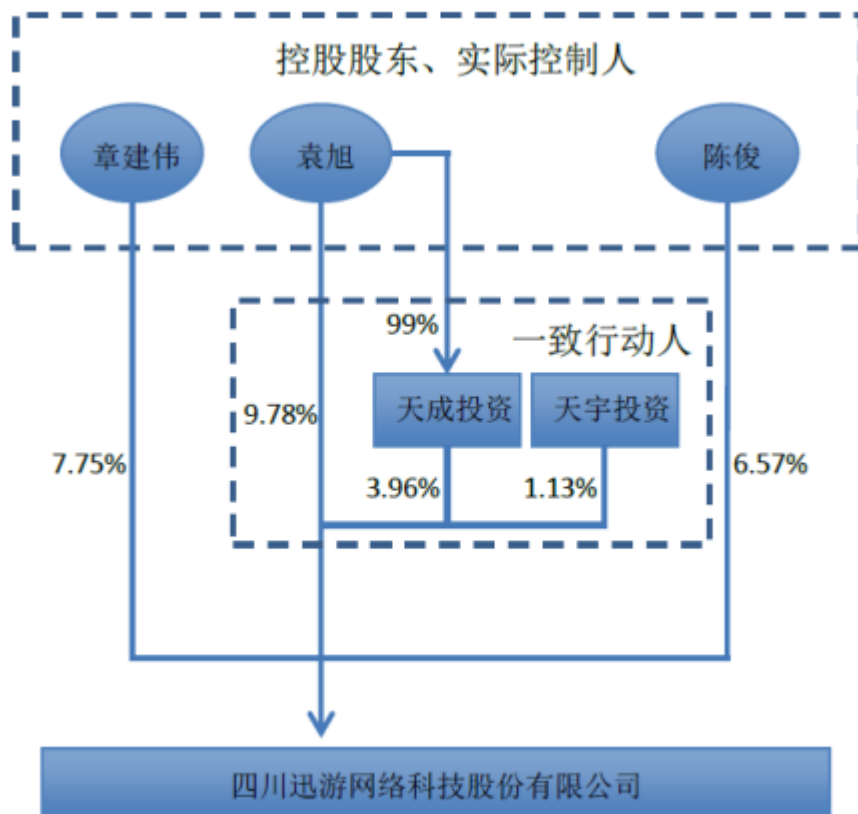 控股股东、实际控制人
章建伟
袁旭
陈俊
99%
一致行动人
9.78%
天成投资
天宇投资
7.75%
3.96%
1.13%
6.57%
四川迅游网络科技股份有限公司